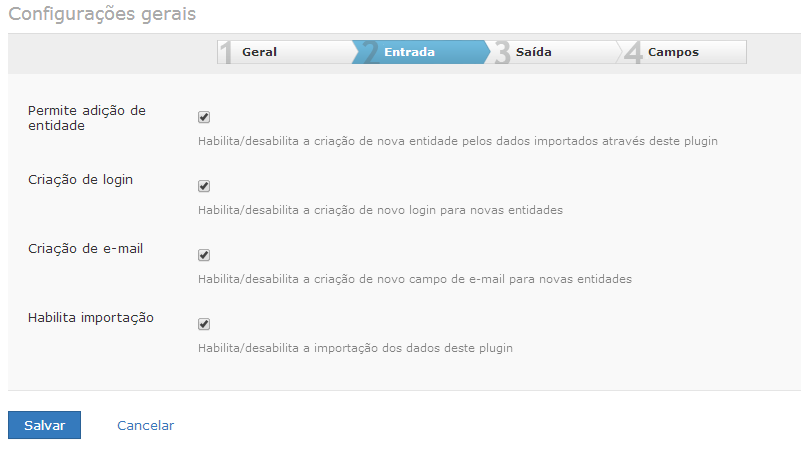 Configurações gerais
1 Geral 2 Entrada 3 Saída 4 Campos
Permite adição de
entidade
Habilita/desabilita a criação de nova entidade pelos dados importados através deste plugin
Criação de login
Habilita/desabilita a criação de novo login para novas entidades
Criação de e-mail
Habilita/desabilita a criação de novo campo de e-mail para novas entidades
Habilita importação
Habilita/desabilita a importação dos dados deste plugin
Salvar Cancelar